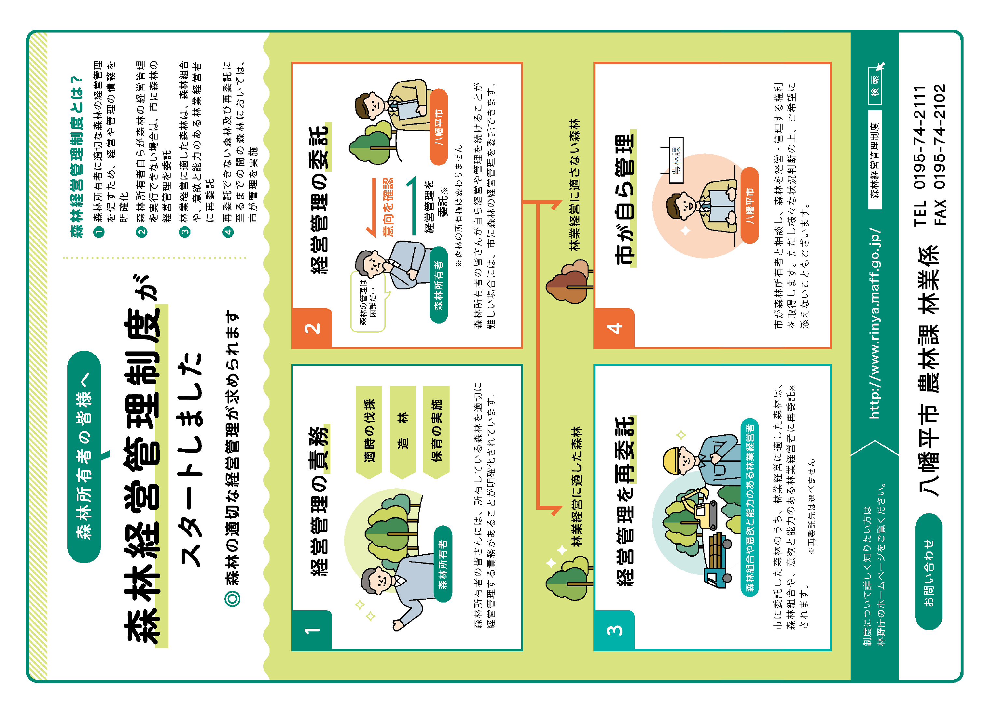 森林所有者の皆様へ
森林経営管理制度が
スタートしました
◎森林の適切な経営管理が求められます
森林経営管理制度とは？
1 森林所有者に適切な森林の経営管理
を促すため、経営や管理の債務を
明確化
2 森林所有者自らが森林の経営管理
を実行できない場合は、市に森林の
経営管理を委託
3 林業経営に適した森林は、森林組合
や、意欲と能力のある林業経営者
に再委託
4 再委託できない森林及び再委託に
至るまでの間の森林においては、
市が管理を実施
1
経営管理の責務
適時の伐採
造 林
保育の実施
森林所有者
森林所有者の皆さんには、所有している森林を適切に
経営管理する責務があることが明確化されています。
2
経営管理の委託
森林の管理は
困難だ…
意向を確認
経営管理を
委託※
森林所有者
八幡平市
※森林の所有権は変わりません
森林所有者の皆さんが自ら経営や管理を続けることが
難しい場合には、市に森林の経営管理を委託できます。
林業経営に適した森林
林業経営に適さない森林
3
経営管理を再委託
森林組合や意欲と能力のある林業経営者
市に委託した森林のうち、林業経営に適した森林は、
森林組合や、意欲と能力のある林業経営者に再委託※
されます。
※再委託先は選べません
4
市が自ら管理
農林課
八幡平市
市が森林所有者と相談し、森林を経営・管理する権利
を取得します。ただし様々な状況判断の上、ご希望に
添えないこともございます。
制度について詳しく知りたい方は
林野庁のホームページをご覧ください。
http://www.rinya.maff.go.jp/
森林経営管理制度
検索
お問い合わせ
八幡平市 農林課 林業係
TEL 0195-74-2111
FAX 0195-74-2102